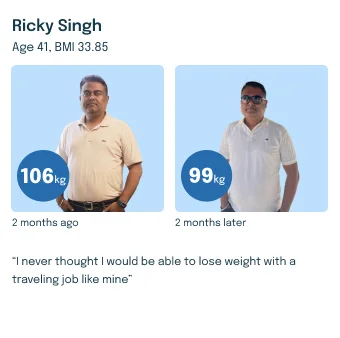 Ricky Singh
Age 41, BMI 33.85
106kg
99kg
2 months ago
2 months later
“I never thought I would be able to lose weight with a
traveling job like mine”